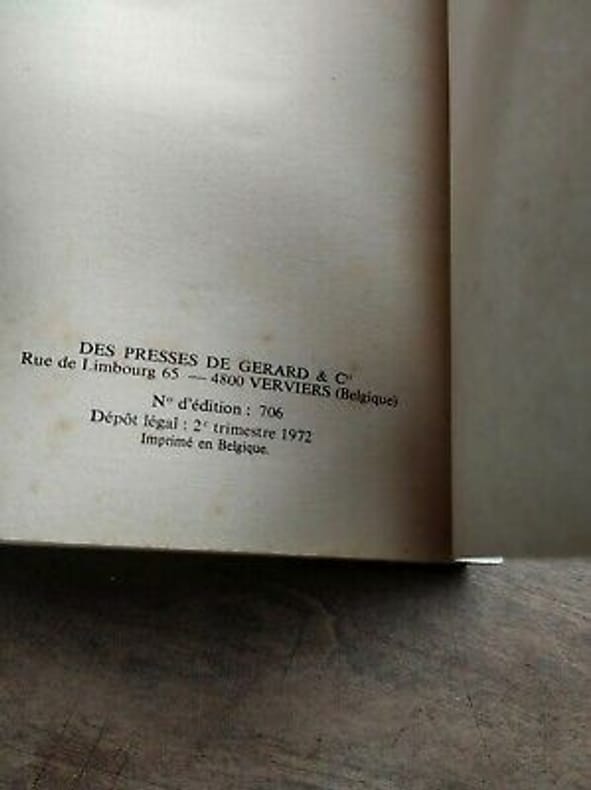 DES PRESSES DE GERARD & Cº
Rue de Limbourg 65 — 4800 VERVIERS (Belgique)
Nº d'édition : 706
Dépôt légal : 2ᵉ trimestre 1972
Imprimé en Belgique.